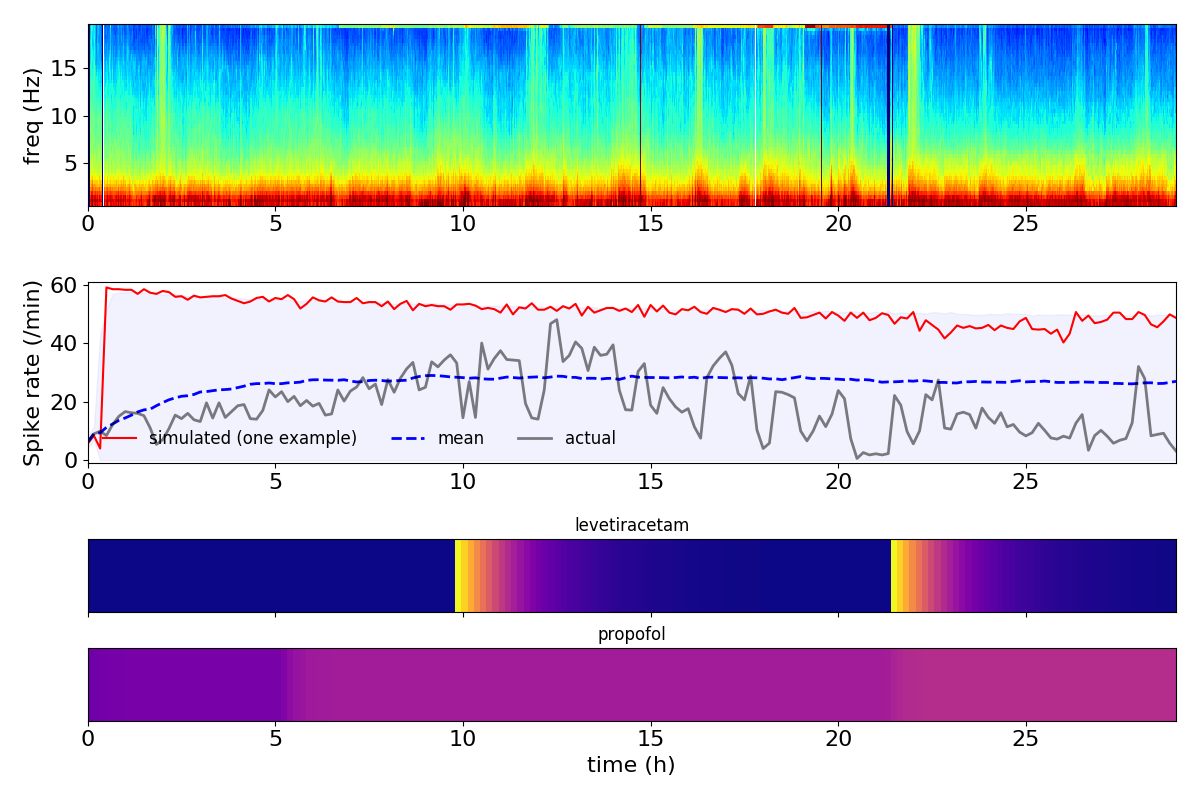 freq (Hz)
15
10
5
0 5 10 15 20 25
Spike rate (/min)
60
40
20
0
simulated (one example) mean actual
0 5 10 15 20 25
levetiracetam
propofol
0 5 10 15 20 25
time (h)